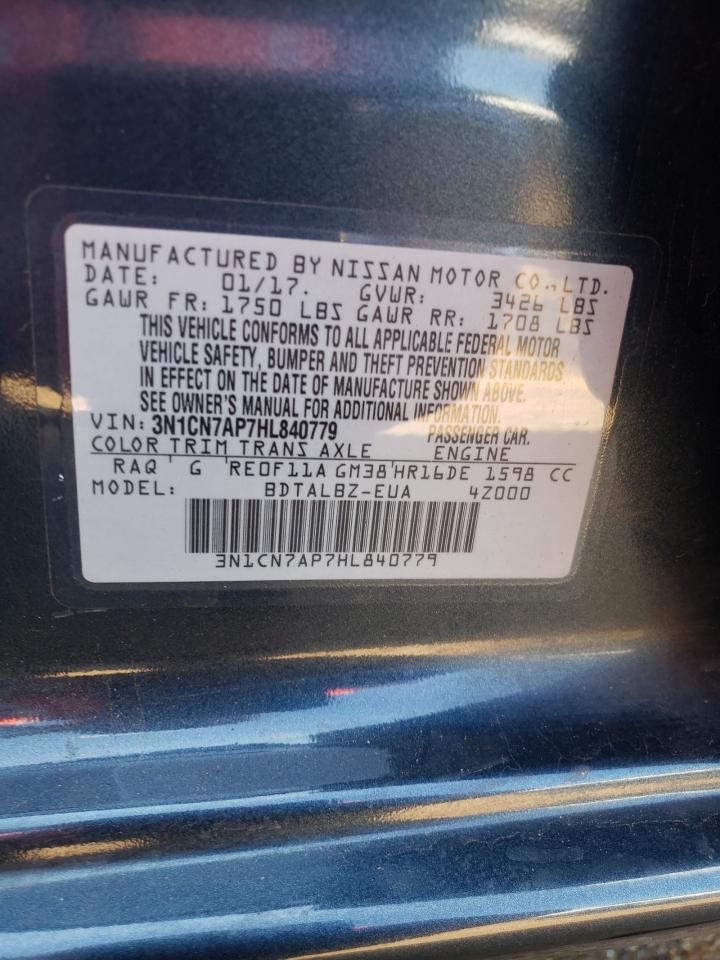 MANUFACTURED BY NISSAN MOTOR CO., LTD.
DATE: 01/17. GVWR: 3426 LBS
GAWR FR: 1750 LBS GAWR RR: 1708 LBS
THIS VEHICLE CONFORMS TO ALL APPLICABLE FEDERAL MOTOR
VEHICLE SAFETY, BUMPER AND THEFT PREVENTION STANDARDS
IN EFFECT ON THE DATE OF MANUFACTURE SHOWN ABOVE.
SEE OWNER'S MANUAL FOR ADDITIONAL INFORMATION.
VIN: 3N1CN7AP7HL840779 PASSENGER CAR.
COLOR TRIM TRANS AXLE ENGINE
RAQ ' G 'RE0F11A GM38'HR16DE 1598 CC
MODEL: BDTALBZ-EUA 4Z000
3N1CN7AP7HL840779